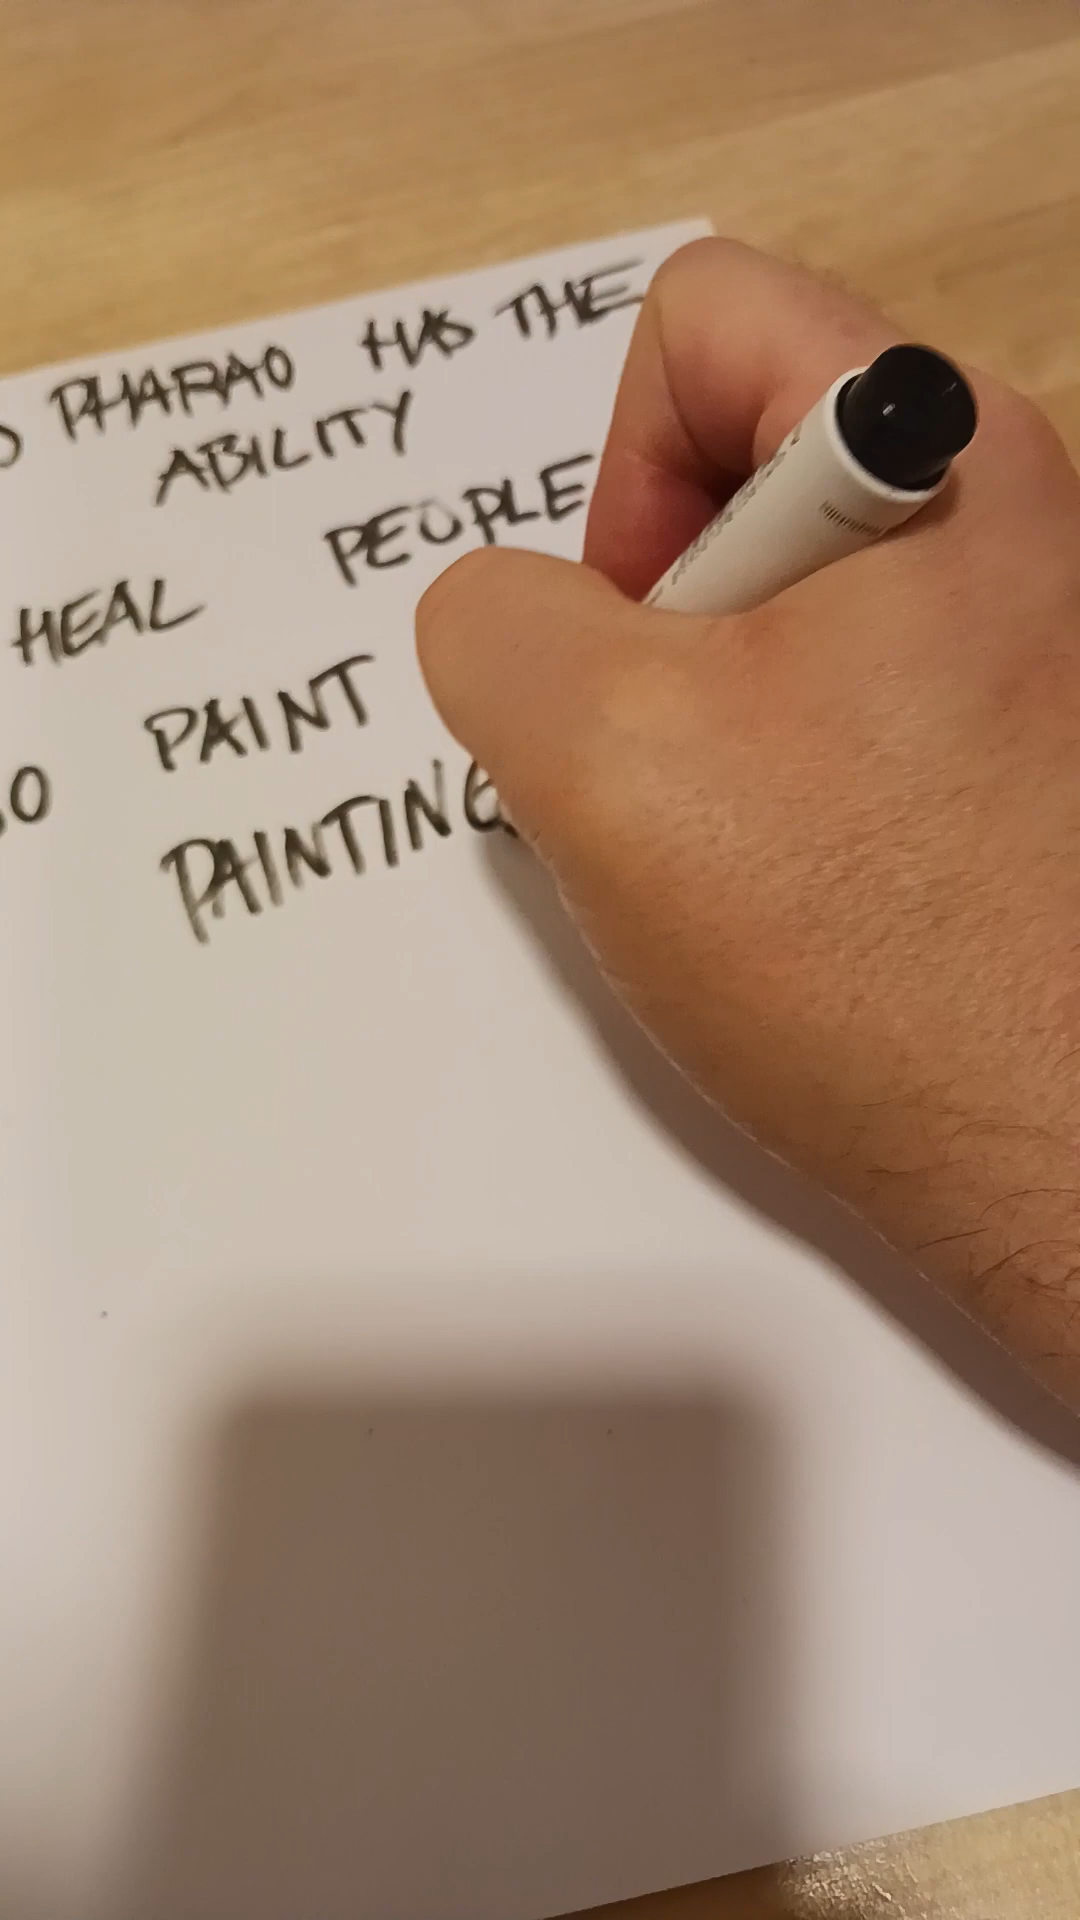 PHARAO HAS THE
ABILITY
HEAL PEOPLE
PAINT
PAINTING